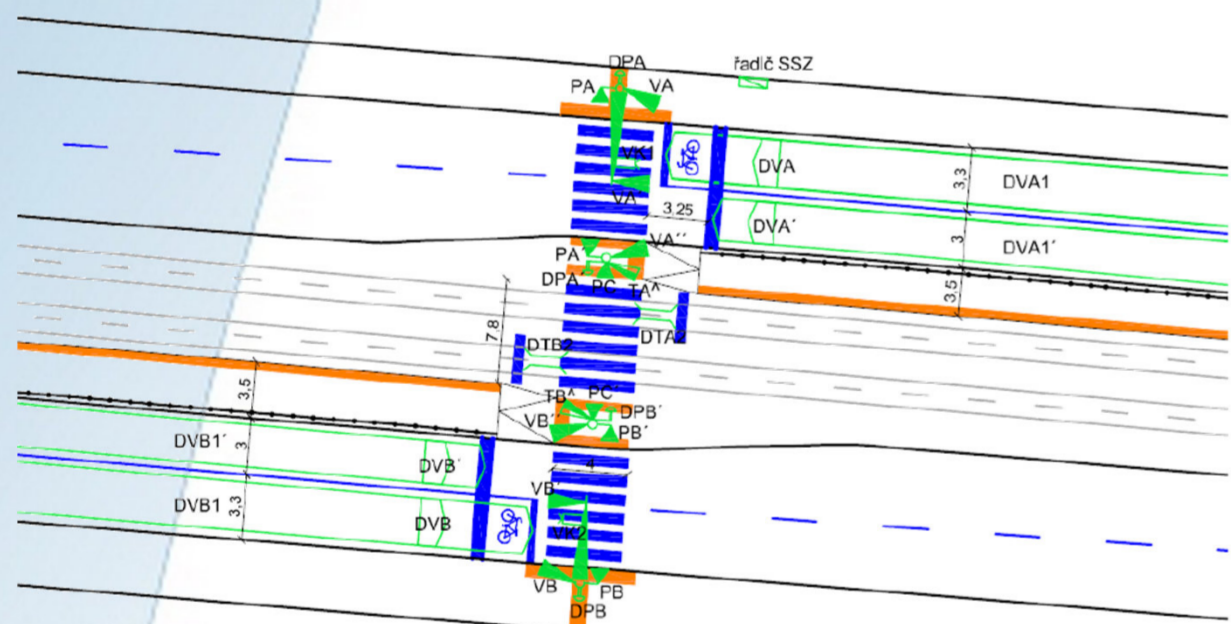 DPA
řadič SSZ
PA
VA
VK1
DVA
3,3
DVA1
VA´
3,25
DVA´
3
DVA1´
VA´´
PA´
DPA´
PC
TA^
3,5
7,8
DTB2
DTA2
3,5
TB^
PC´
VB´´
DPB´
PB´
DVB1´
3
DVB´
4
VB´
DVB1
3,3
DVB
VK2
VB
PB
DPB